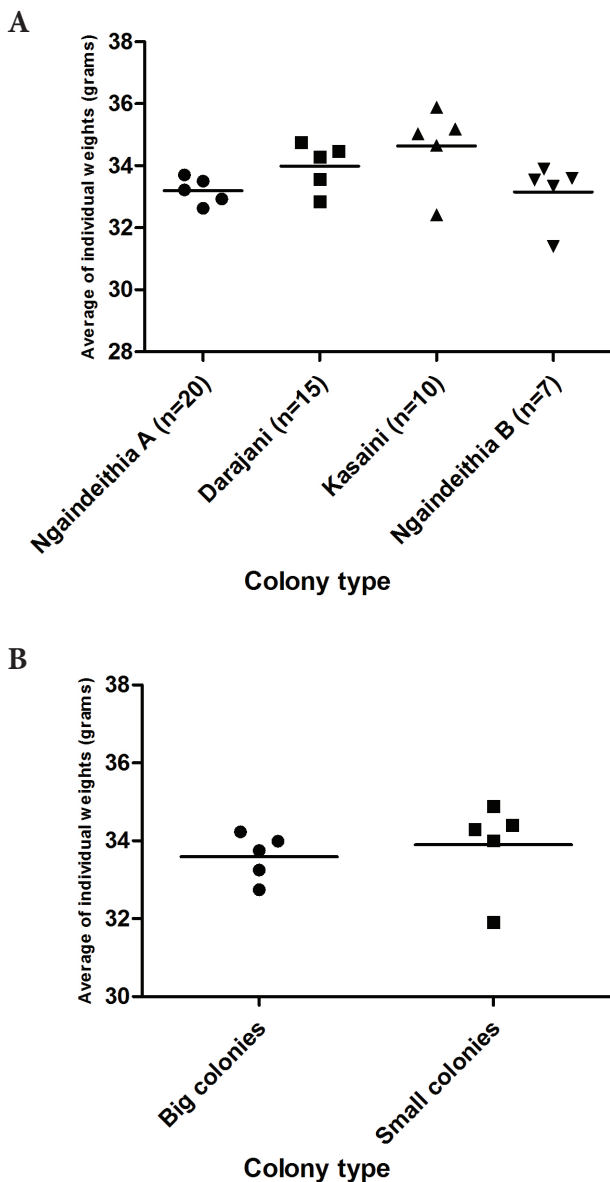 A
38
36
34
32
30
28
Average of individual weights (grams)
Ngaindeithia A (n=20)
Darajani (n=15)
Kasaini (n=10)
Ngaindeithia B (n=7)
Colony type
B
38
36
34
32
30
Average of individual weights (grams)
Big colonies
Small colonies
Colony type